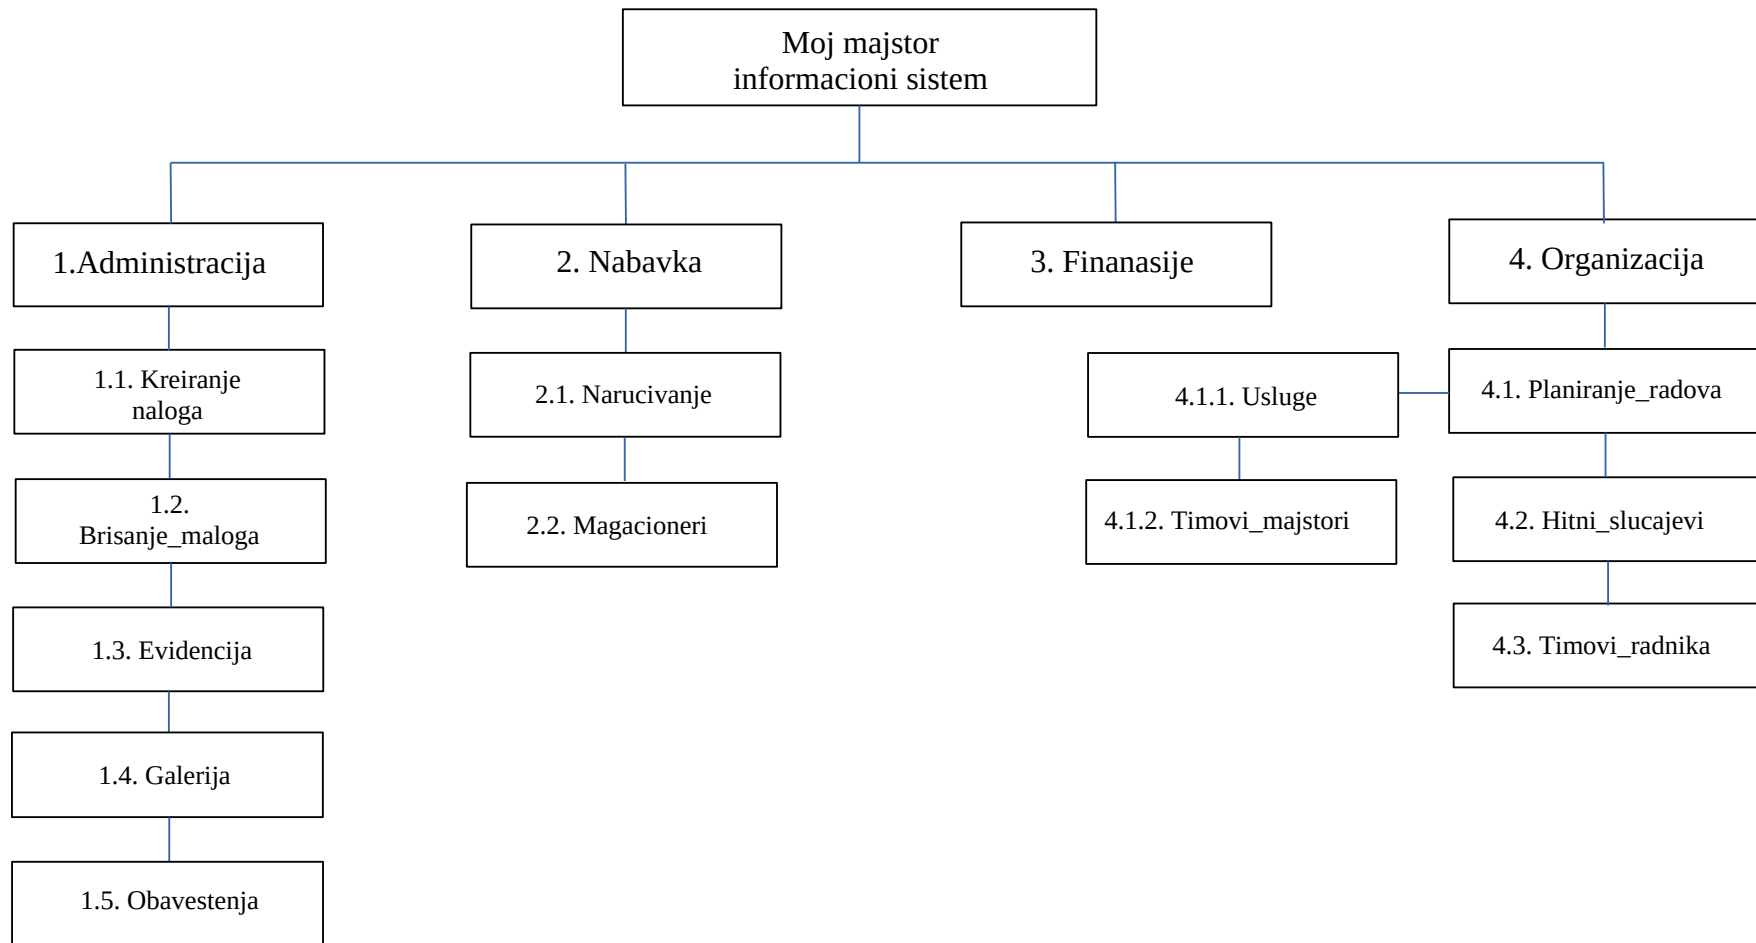 Moj majstor
informacioni sistem
1.Administracija
2. Nabavka
3. Finanasije
4. Organizacija
1.1. Kreiranje
naloga
2.1. Narucivanje
4.1.1. Usluge
4.1. Planiranje_radova
1.2.
Brisanje_maloga
2.2. Magacioneri
4.1.2. Timovi_majstori
4.2. Hitni_slucajevi
1.3. Evidencija
4.3. Timovi_radnika
1.4. Galerija
1.5. Obavestenja